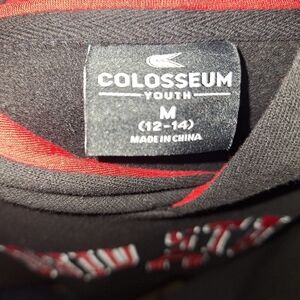 COLOSSEUM
YOUTH
M
(12-14)
MADE IN CHINA